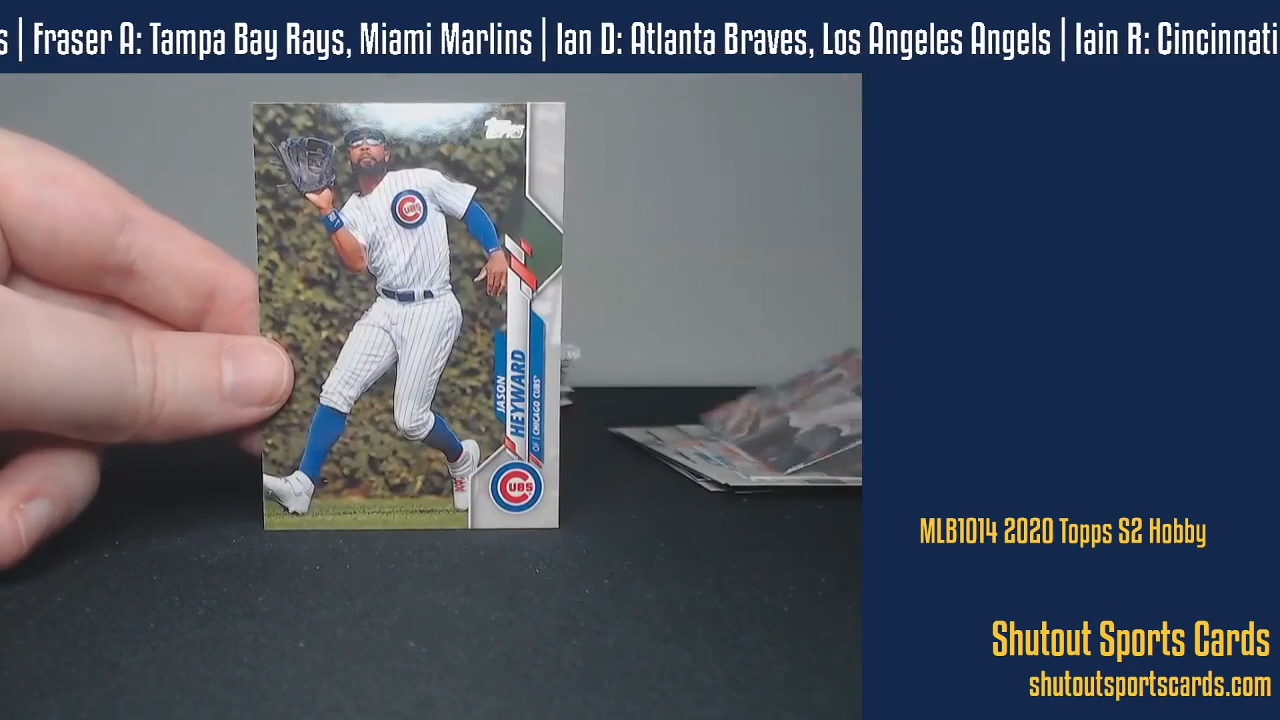 s | Fraser A: Tampa Bay Rays, Miami Marlins | Ian D: Atlanta Braves, Los Angeles Angels | Iain R: Cincinnati
Topps
CUBS
JASON
HEYWARD
OF | CHICAGO CUBS
CUBS
MLB1014 2020 Topps S2 Hobby
Shutout Sports Cards
shutoutsportscards.com